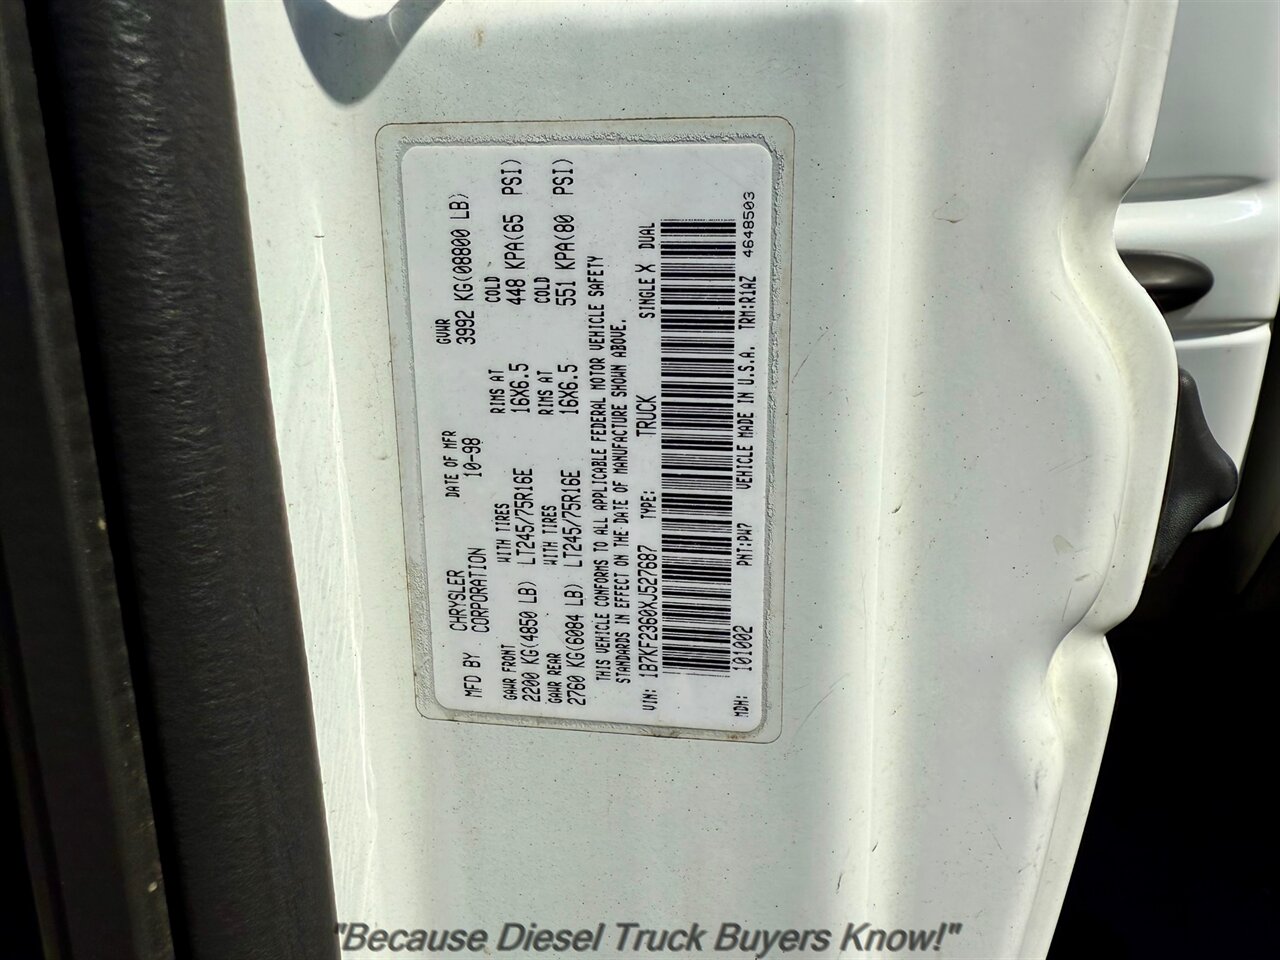 MFD BY CHRYSLER CORPORATION DATE OF MFR 10-98 GVWR 3992 KG(08800 LB)
GAWR FRONT WITH TIRES RIMS AT COLD
2200 KG(4850 LB) LT245/75R16E 16X6.5 448 KPA(65 PSI)
GAWR REAR WITH TIRES RIMS AT COLD
2760 KG(6084 LB) LT245/75R16E 16X6.5 551 KPA(80 PSI)
THIS VEHICLE CONFORMS TO ALL APPLICABLE FEDERAL MOTOR VEHICLE SAFETY
STANDARDS IN EFFECT ON THE DATE OF MANUFACTURE SHOWN ABOVE.
VIN: 1B7KF2360XJ527687 TYPE: TRUCK SINGLE X DUAL
MDH: 101002 PNT:PW7 VEHICLE MADE IN U.S.A. TRM:R1AZ 4648503
"Because Diesel Truck Buyers Know!"